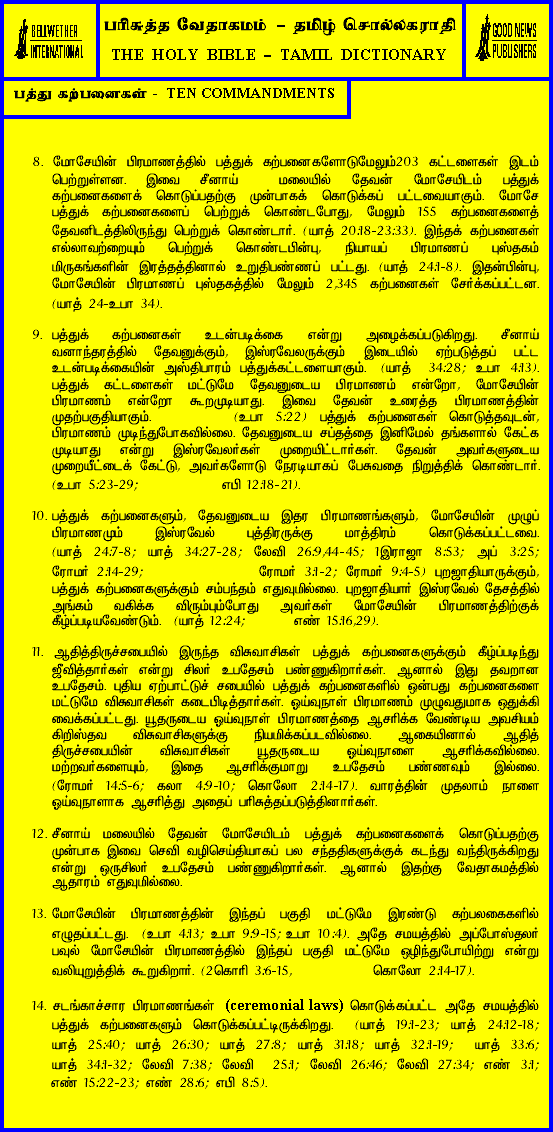 BELLWETHER
INTERNATIONAL
பரிசுத்த வேதாகமம் – தமிழ் சொல்லகராதி
THE HOLY BIBLE – TAMIL DICTIONARY
GOOD NEWS
PUBLISHERS
பத்து கற்பனைகள் - TEN COMMANDMENTS
8. மோசேயின் பிரமாணத்தில் பத்துக் கற்பனைகளோடுமேலும்203 கட்டளைகள் இடம்
பெற்றுள்ளன. இவை சீனாய் மலையில் தேவன் மோசேயிடம் பத்துக்
கற்பனைகளைக் கொடுப்பதற்கு முன்பாகக் கொடுக்கப் பட்டவையாகும். மோசே
பத்துக் கற்பனைகளைப் பெற்றுக் கொண்டபோது, மேலும் 155 கற்பனைகளைத்
தேவனிடத்திலிருந்து பெற்றுக் கொண்டார். (யாத் 20:18-23:33). இந்தக் கற்பனைகள்
எல்லாவற்றையும் பெற்றுக் கொண்டபின்பு, நியாயப் பிரமாணப் புஸ்தகம்
மிருகங்களின் இரத்தத்தினால் உறுதிபண்ணப் பட்டது. (யாத் 24:1-8). இதன்பின்பு,
மோசேயின் பிரமாணப் புஸ்தகத்தில் மேலும் 2,345 கற்பனைகள் சேர்க்கப்பட்டன.
(யாத் 24-உபா 34).
9. பத்துக் கற்பனைகள் உடன்படிக்கை என்று அழைக்கப்படுகிறது. சீனாய்
வனாந்தரத்தில் தேவனுக்கும், இஸ்ரவேலருக்கும் இடையில் ஏற்படுத்தப் பட்ட
உடன்படிக்கையின் அஸ்திபாரம் பத்துக்கட்டளையாகும். (யாத் 34:28; உபா 4:13).
பத்துக் கட்டளைகள் மட்டுமே தேவனுடைய பிரமாணம் என்றோ, மோசேயின்
பிரமாணம் என்றோ கூறமுடியாது. இவை தேவன் உரைத்த பிரமாணத்தின்
முதற்பகுதியாகும். (உபா 5:22) பத்துக் கற்பனைகள் கொடுத்தவுடன்,
பிரமாணம் முடிந்துபோகவில்லை. தேவனுடைய சப்தத்தை இனிமேல் தங்களால் கேட்க
முடியாது என்று இஸ்ரவேலர்கள் முறையிட்டார்கள். தேவன் அவர்களுடைய
முறையீட்டைக் கேட்டு, அவர்களோடு நேரடியாகப் பேசுவதை நிறுத்திக் கொண்டார்.
(உபா 5:23-29; எபி 12:18-21).
10. பத்துக் கற்பனைகளும், தேவனுடைய இதர பிரமாணங்களும், மோசேயின் முழுப்
பிரமாணமும் இஸ்ரவேல் புத்திரருக்கு மாத்திரம் கொடுக்கப்பட்டவை.
(யாத் 24:7-8; யாத் 34:27-28; லேவி 26:9,44-45; 1இராஜா 8:53; அப் 3:25;
ரோமர் 2:14-29; ரோமர் 3:1-2; ரோமர் 9:4-5) புறஜாதியாருக்கும்,
பத்துக் கற்பனைகளுக்கும் சம்பந்தம் எதுவுமில்லை. புறஜாதியார் இஸ்ரவேல் தேசத்தில்
அங்கம் வகிக்க விரும்பும்போது அவர்கள் மோசேயின் பிரமாணத்திற்குக்
கீழ்ப்படியவேண்டும். (யாத் 12:24; எண் 15:16,29).
11. ஆதித்திருச்சபையில் இருந்த விசுவாசிகள் பத்துக் கற்பனைகளுக்கும் கீழ்ப்படிந்து
ஜீவித்தார்கள் என்று சிலர் உபதேசம் பண்ணுகிறார்கள். ஆனால் இது தவறான
உபதேசம். புதிய ஏற்பாட்டுச் சபையில் பத்துக் கற்பனைகளில் ஒன்பது கற்பனைகளை
மட்டுமே விசுவாசிகள் கடைபிடித்தார்கள். ஓய்வுநாள் பிரமாணம் முழுவதுமாக ஒதுக்கி
வைக்கப்பட்டது. யூதருடைய ஓய்வுநாள் பிரமாணத்தை ஆசரிக்க வேண்டிய அவசியம்
கிறிஸ்தவ விசுவாசிகளுக்கு நியமிக்கப்படவில்லை. ஆகையினால் ஆதித்
திருச்சபையின் விசுவாசிகள் யூதருடைய ஓய்வுநாளை ஆசரிக்கவில்லை.
மற்றவர்களையும், இதை ஆசரிக்குமாறு உபதேசம் பண்ணவும் இல்லை.
(ரோமர் 14:5-6; கலா 4:9-10; கொலோ 2:14-17). வாரத்தின் முதலாம் நாளை
ஓய்வுநாளாக ஆசரித்து அதைப் பரிசுத்தப்படுத்தினார்கள்.
12. சீனாய் மலையில் தேவன் மோசேயிடம் பத்துக் கற்பனைகளைக் கொடுப்பதற்கு
முன்பாக இவை செவி வழிசெய்தியாகப் பல சந்ததிகளுக்குக் கடந்து வந்திருக்கிறது
என்று ஒருசிலர் உபதேசம் பண்ணுகிறார்கள். ஆனால் இதற்கு வேதாகமத்தில்
ஆதாரம் எதுவுமில்லை.
13. மோசேயின் பிரமாணத்தின் இந்தப் பகுதி மட்டுமே இரண்டு கற்பலகைகளில்
எழுதப்பட்டது. (உபா 4:13; உபா 9:9-15; உபா 10:4). அதே சமயத்தில் அப்போஸ்தலர்
பவுல் மோசேயின் பிரமாணத்தில் இந்தப் பகுதி மட்டுமே ஒழிந்துபோயிற்று என்று
வலியுறுத்திக் கூறுகிறார். (2கொரி 3:6-15, கொலோ 2:14-17).
14. சடங்காச்சார பிரமாணங்கள் (ceremonial laws) கொடுக்கப்பட்ட அதே சமயத்தில்
பத்துக் கற்பனைகளும் கொடுக்கப்பட்டிருக்கிறது. (யாத் 19:1-23; யாத் 24:12-18;
யாத் 25:40; யாத் 26:30; யாத் 27:8; யாத் 31:18; யாத் 32:1-19; யாத் 33:6;
யாத் 34:1-32; லேவி 7:38; லேவி 25:1; லேவி 26:46; லேவி 27:34; எண் 3:1;
எண் 15:22-23; எண் 28:6; எபி 8:5).